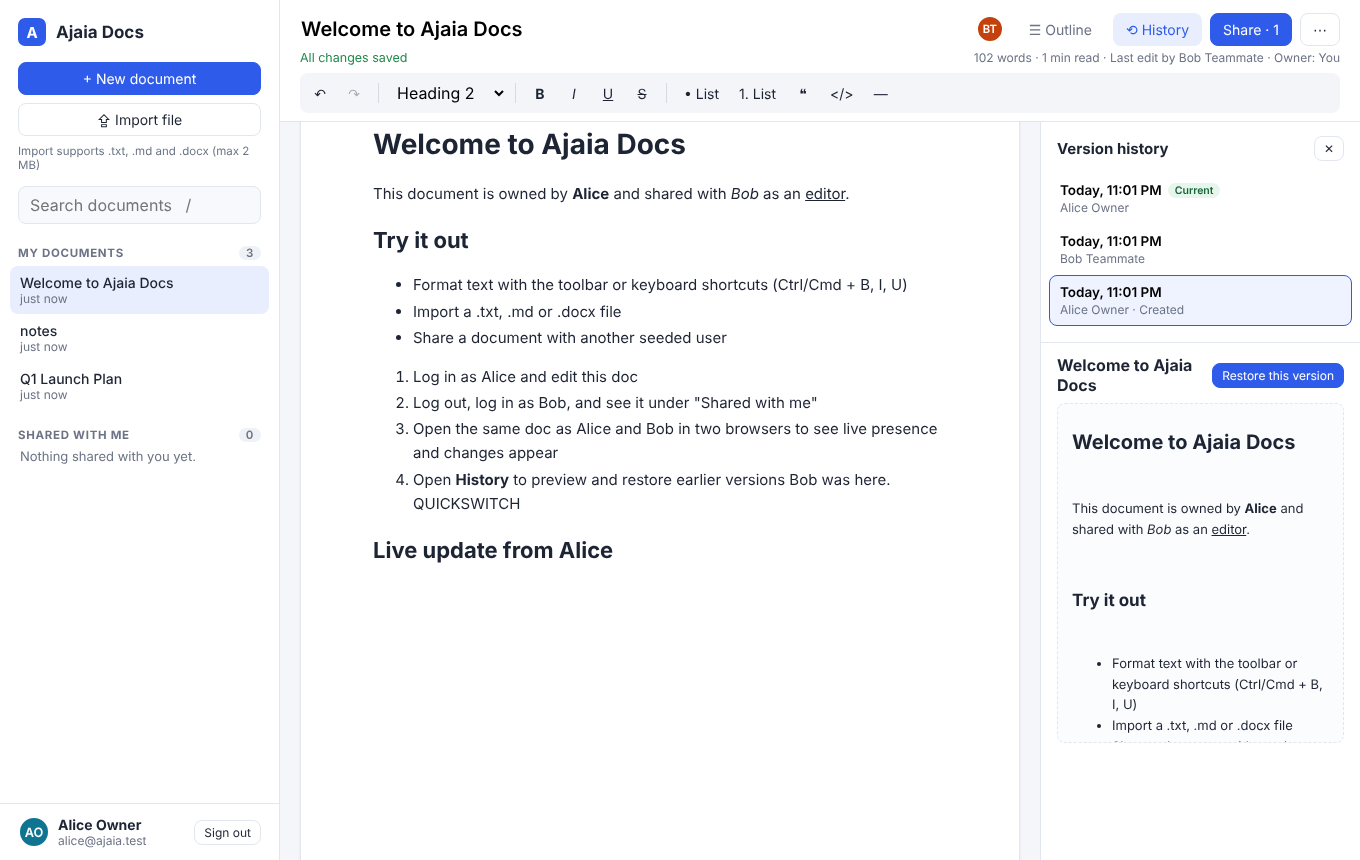 A Ajaia Docs
+ New document
⇪ Import file
Import supports .txt, .md and .docx (max 2
MB)
Search documents /
MY DOCUMENTS 3
Welcome to Ajaia Docs
just now
notes
just now
Q1 Launch Plan
just now
SHARED WITH ME 0
Nothing shared with you yet.
AO Alice Owner
alice@ajaia.test
Sign out
Welcome to Ajaia Docs
BT ☰ Outline ⟲ History Share · 1 ⋯
All changes saved
102 words · 1 min read · Last edit by Bob Teammate · Owner: You
↶ ↷ Heading 2 B I U S • List 1. List ❝ </> —
Welcome to Ajaia Docs
This document is owned by Alice and shared with Bob as an editor.
Try it out
• Format text with the toolbar or keyboard shortcuts (Ctrl/Cmd + B, I, U)
• Import a .txt, .md or .docx file
• Share a document with another seeded user
1. Log in as Alice and edit this doc
2. Log out, log in as Bob, and see it under "Shared with me"
3. Open the same doc as Alice and Bob in two browsers to see live presence
and changes appear
4. Open History to preview and restore earlier versions Bob was here.
QUICKSWITCH
Live update from Alice
Version history ✕
Today, 11:01 PM Current
Alice Owner
Today, 11:01 PM
Bob Teammate
Today, 11:01 PM
Alice Owner · Created
Welcome to Ajaia
Docs
Restore this version
Welcome to Ajaia Docs
This document is owned by Alice and
shared with Bob as an editor.
Try it out
• Format text with the toolbar or
keyboard shortcuts (Ctrl/Cmd + B,
I, U)
• Import a .txt, .md or .docx file